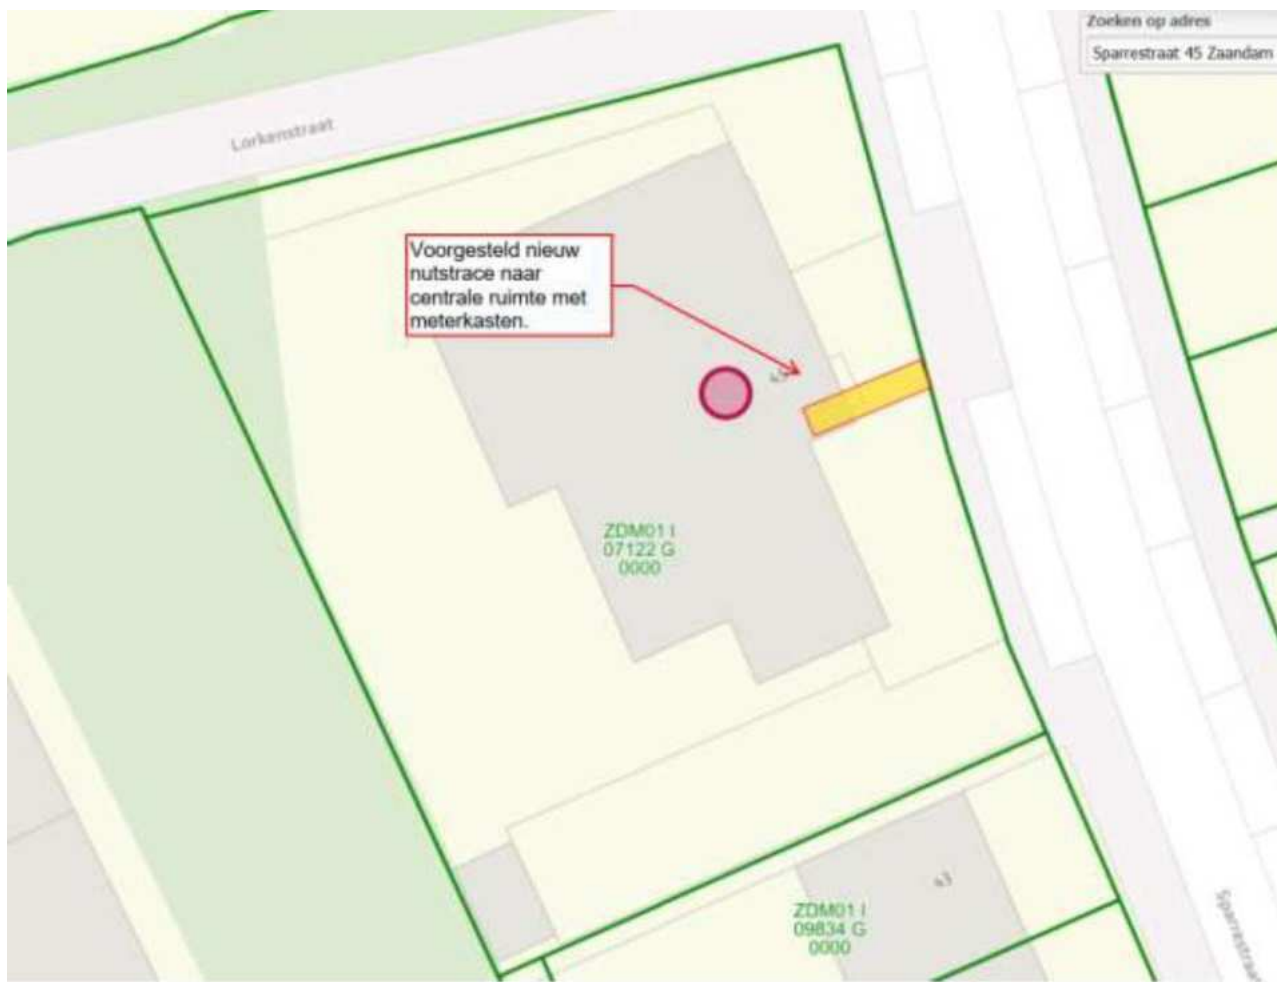 Zoeken op adres
Sparrestraat 45 Zaandam
Lorkenstraat
Voorgesteld nieuw
nutstrace naar
centrale ruimte met
meterkasten.
45
ZDM01 I
07122 G
0000
43
ZDM01 I
09834 G
0000
Sparrestraat